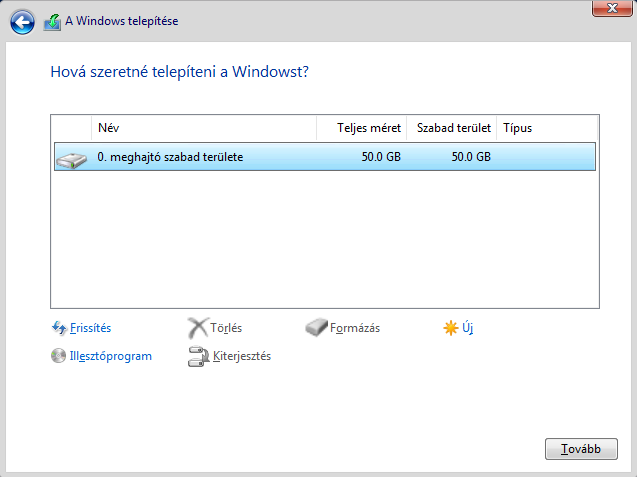 A Windows telepítése
Hová szeretné telepíteni a Windowst?
Név Teljes méret Szabad terület Típus
0. meghajtó szabad területe 50.0 GB 50.0 GB
Frissítés Törlés Formázás Új
Illesztőprogram Kiterjesztés
Tovább